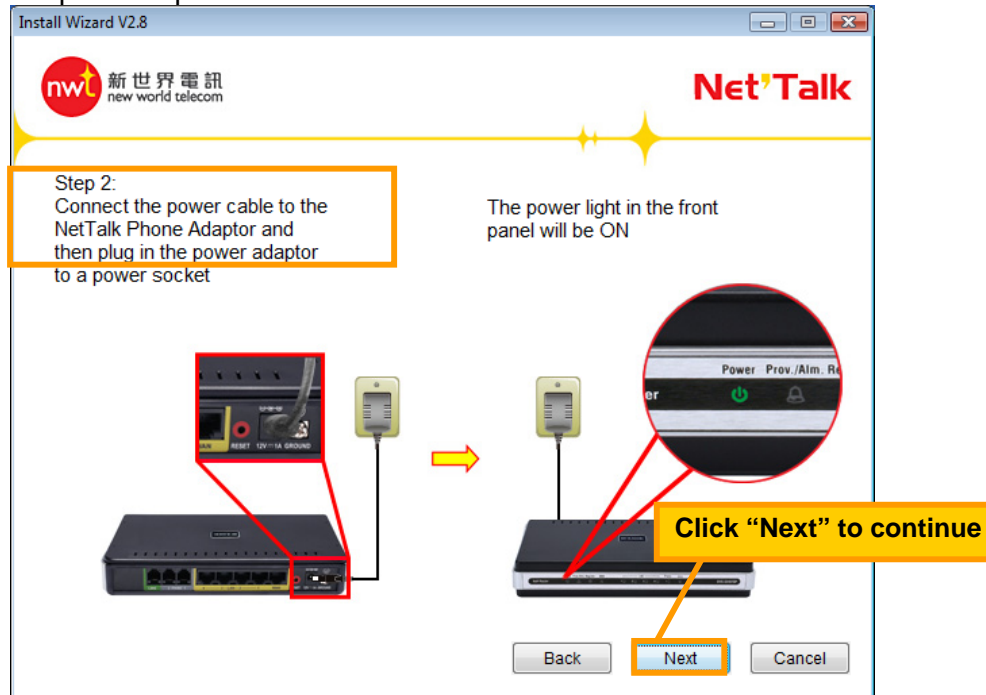 Install Wizard V2.8
nwt
新世界電訊
new world telecom
Net'Talk
Step 2:
Connect the power cable to the
NetTalk Phone Adaptor and
then plug in the power adaptor
to a power socket
The power light in the front
panel will be ON
Power Prov./Alm. Re
er
RESET 12V 1A GROUND
Click “Next” to continue
Back
Next
Cancel